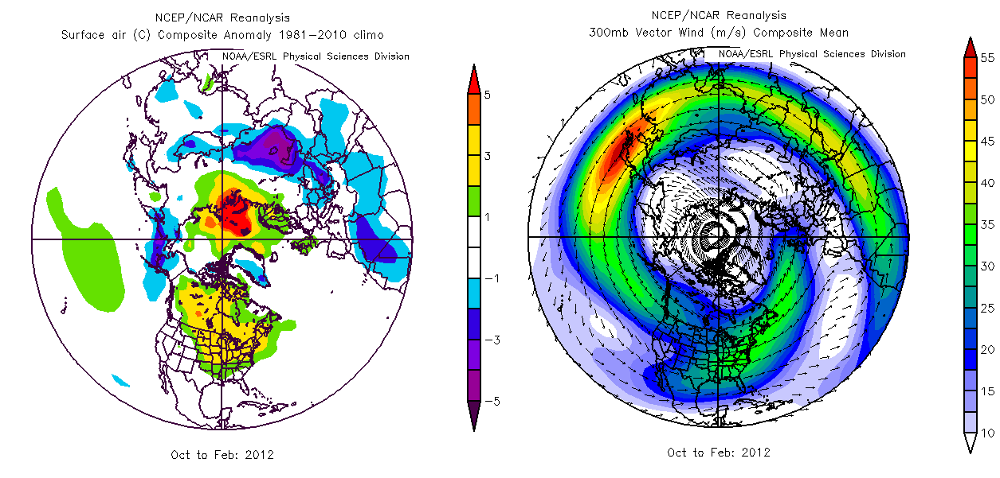 NCEP/NCAR Reanalysis
Surface air (C) Composite Anomaly 1981-2010 climo
NOAA/ESRL Physical Sciences Division
5
3
1
-1
-3
-5
Oct to Feb: 2012
NCEP/NCAR Reanalysis
300mb Vector Wind (m/s) Composite Mean
NOAA/ESRL Physical Sciences Division
55
50
45
40
35
30
25
20
15
10
Oct to Feb: 2012